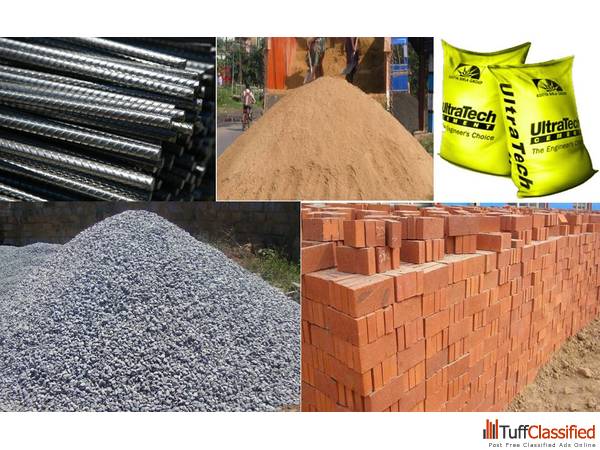 ADITYA BIRLA GROUP
UltraTech
CEMENT
The Engineer's Choice
UltraTech
ADITYA BIRLA GROUP
UltraTech
CEMENT
The Engineer's Choice
TuffClassified
Post Free Classified Ads Online